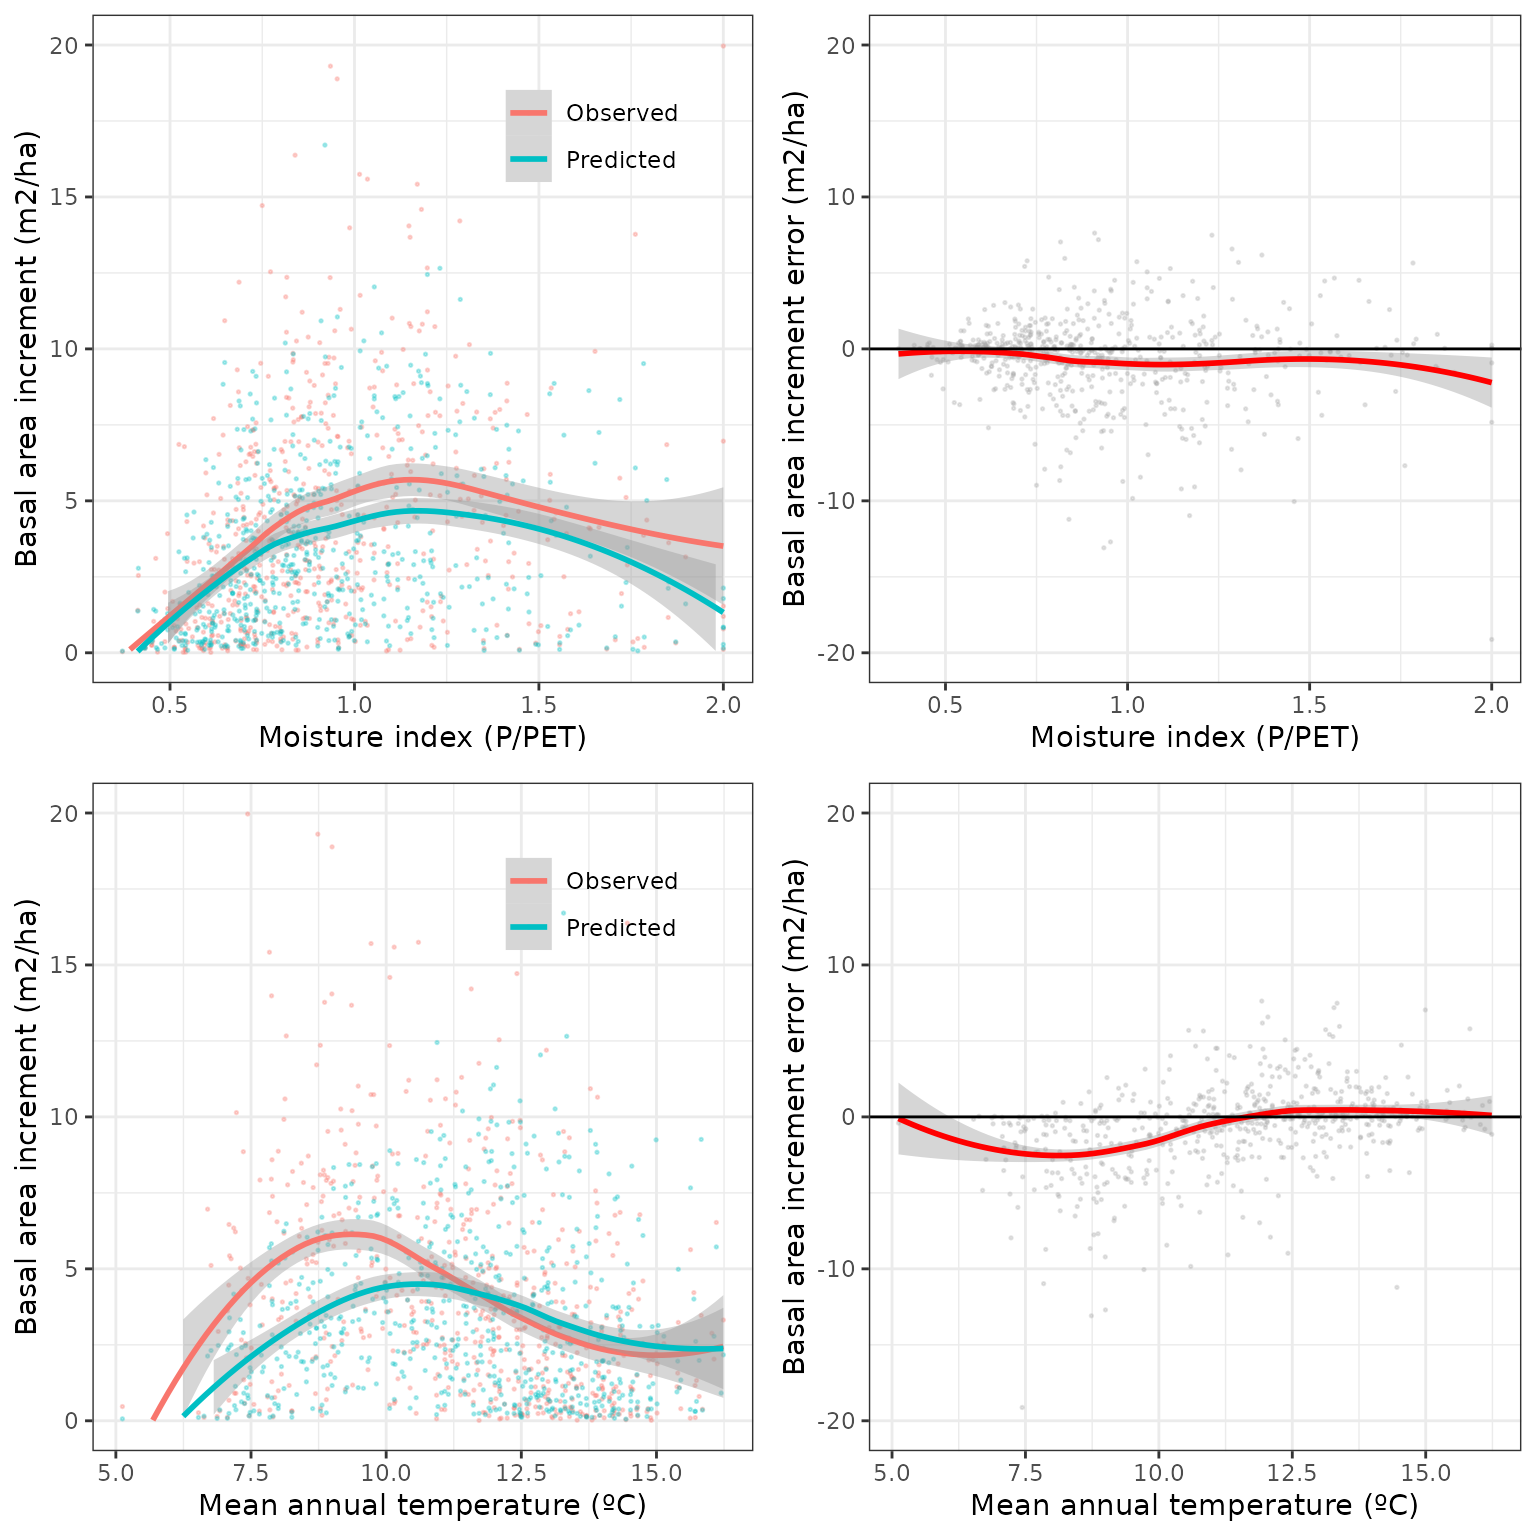 20
15
10
5
0
Basal area increment (m2/ha)
Observed
Predicted
0.5 1.0 1.5 2.0
Moisture index (P/PET)
20
10
0
-10
-20
Basal area increment error (m2/ha)
0.5 1.0 1.5 2.0
Moisture index (P/PET)
20
15
10
5
0
Basal area increment (m2/ha)
Observed
Predicted
5.0 7.5 10.0 12.5 15.0
Mean annual temperature (ºC)
20
10
0
-10
-20
Basal area increment error (m2/ha)
5.0 7.5 10.0 12.5 15.0
Mean annual temperature (ºC)